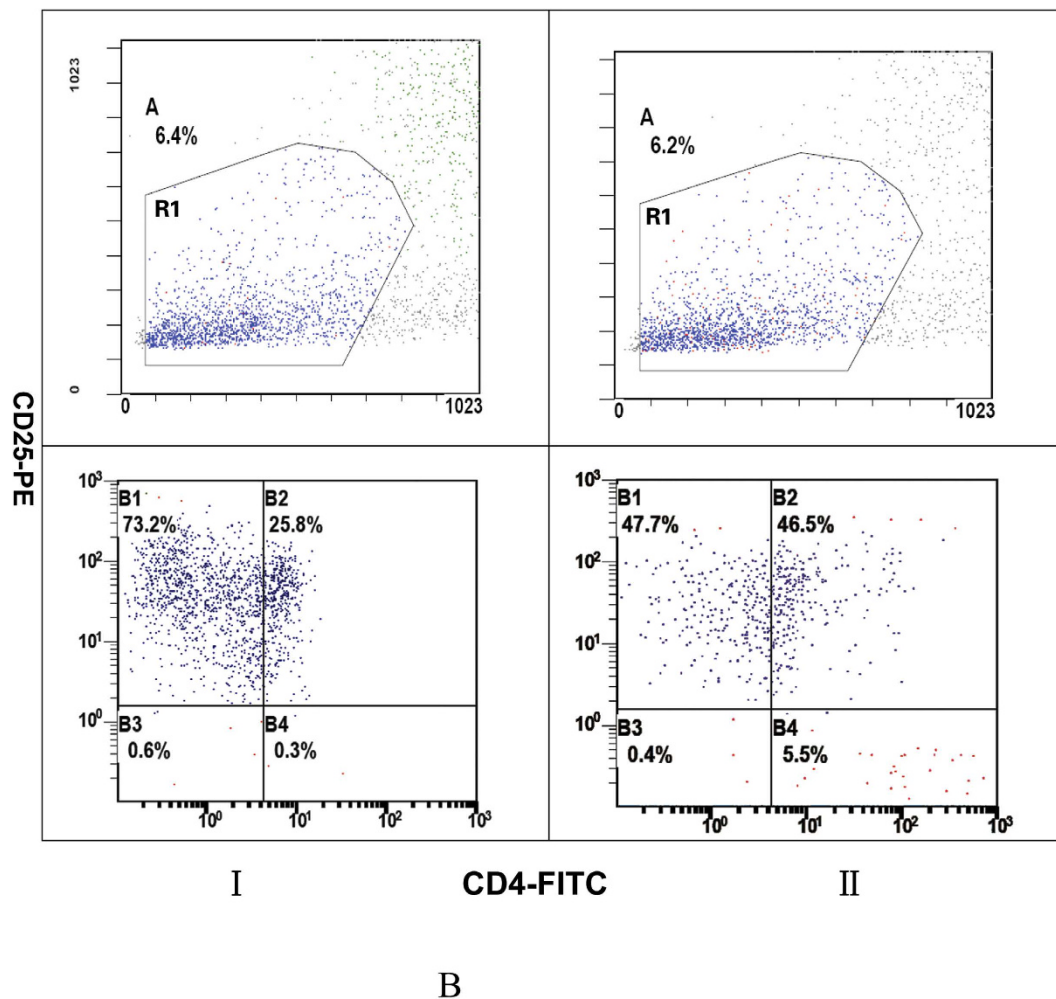 1023
A
6.4%
R1
0
0
1023
A
6.2%
R1
0
1023
CD25-PE
10³
B1
B2
73.2%
25.8%
10²
10¹
10⁰
B3
B4
0.6%
0.3%
10⁰
10¹
10²
10³
10³
B1
B2
47.7%
46.5%
10²
10¹
10⁰
B3
B4
0.4%
5.5%
10⁰
10¹
10²
10³
I
CD4-FITC
II
B